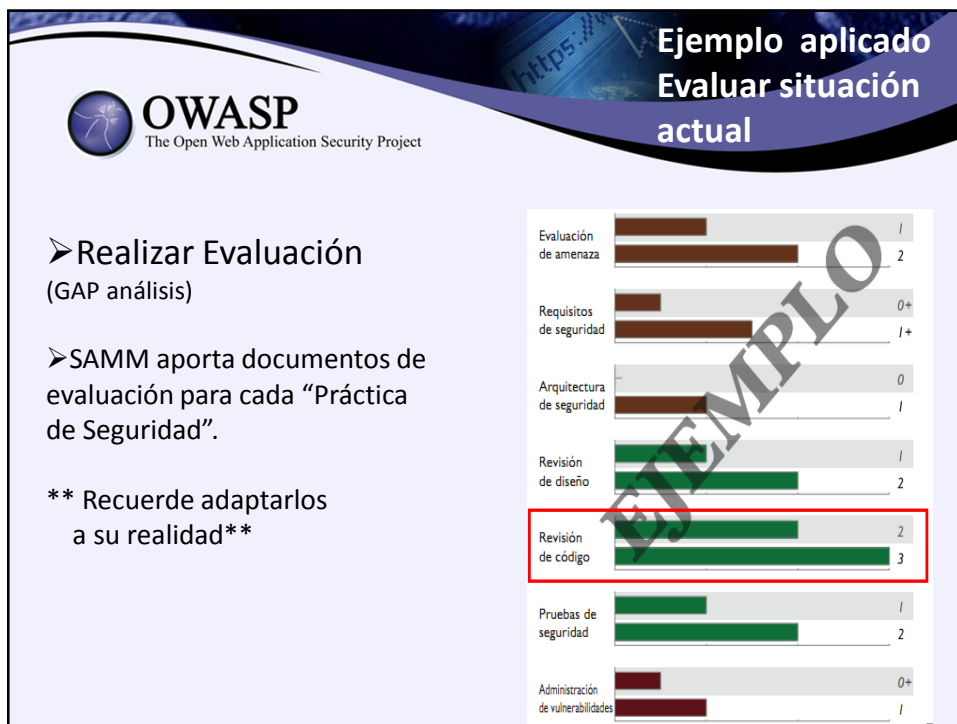 https://
Ejemplo aplicado
Evaluar situación
actual
OWASP
The Open Web Application Security Project
➢Realizar Evaluación
(GAP análisis)
➢SAMM aporta documentos de
evaluación para cada “Práctica
de Seguridad”.
** Recuerde adaptarlos
a su realidad**
EJEMPLO
Evaluación
de amenaza
1
2
Requisitos
de seguridad
0+
1+
Arquitectura
de seguridad
0
1
Revisión
de diseño
1
2
Revisión
de código
2
3
Pruebas de
seguridad
1
2
Administración
de vulnerabilidades
0+
1